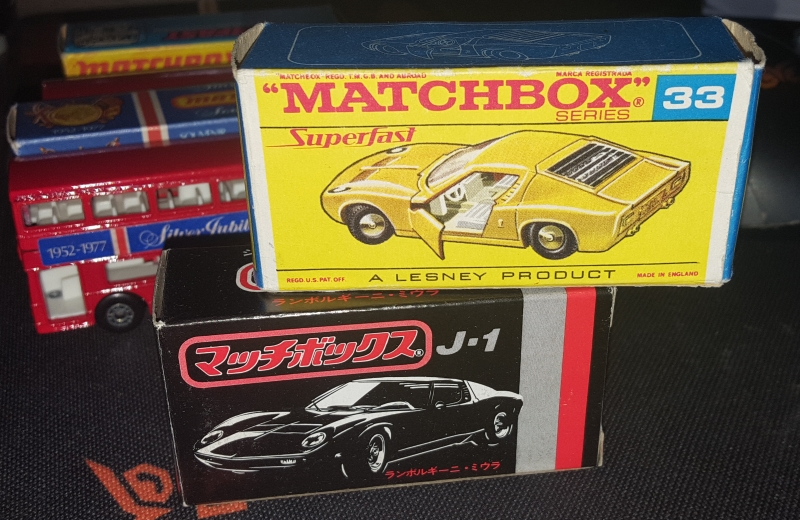 MATCHBOX
MATCHBOX · REGD. T.M. G.B. AND ABROAD
MARCA REGISTRADA
"MATCHBOX"®
SERIES
33
Superfast
REGD. U.S. PAT. OFF.
A LESNEY PRODUCT
MADE IN ENGLAND
1952-1977
Silver Jubil
ランボルギーニ・ミウラ
マッチボックス®
J-1
ランボルギーニ・ミウラ